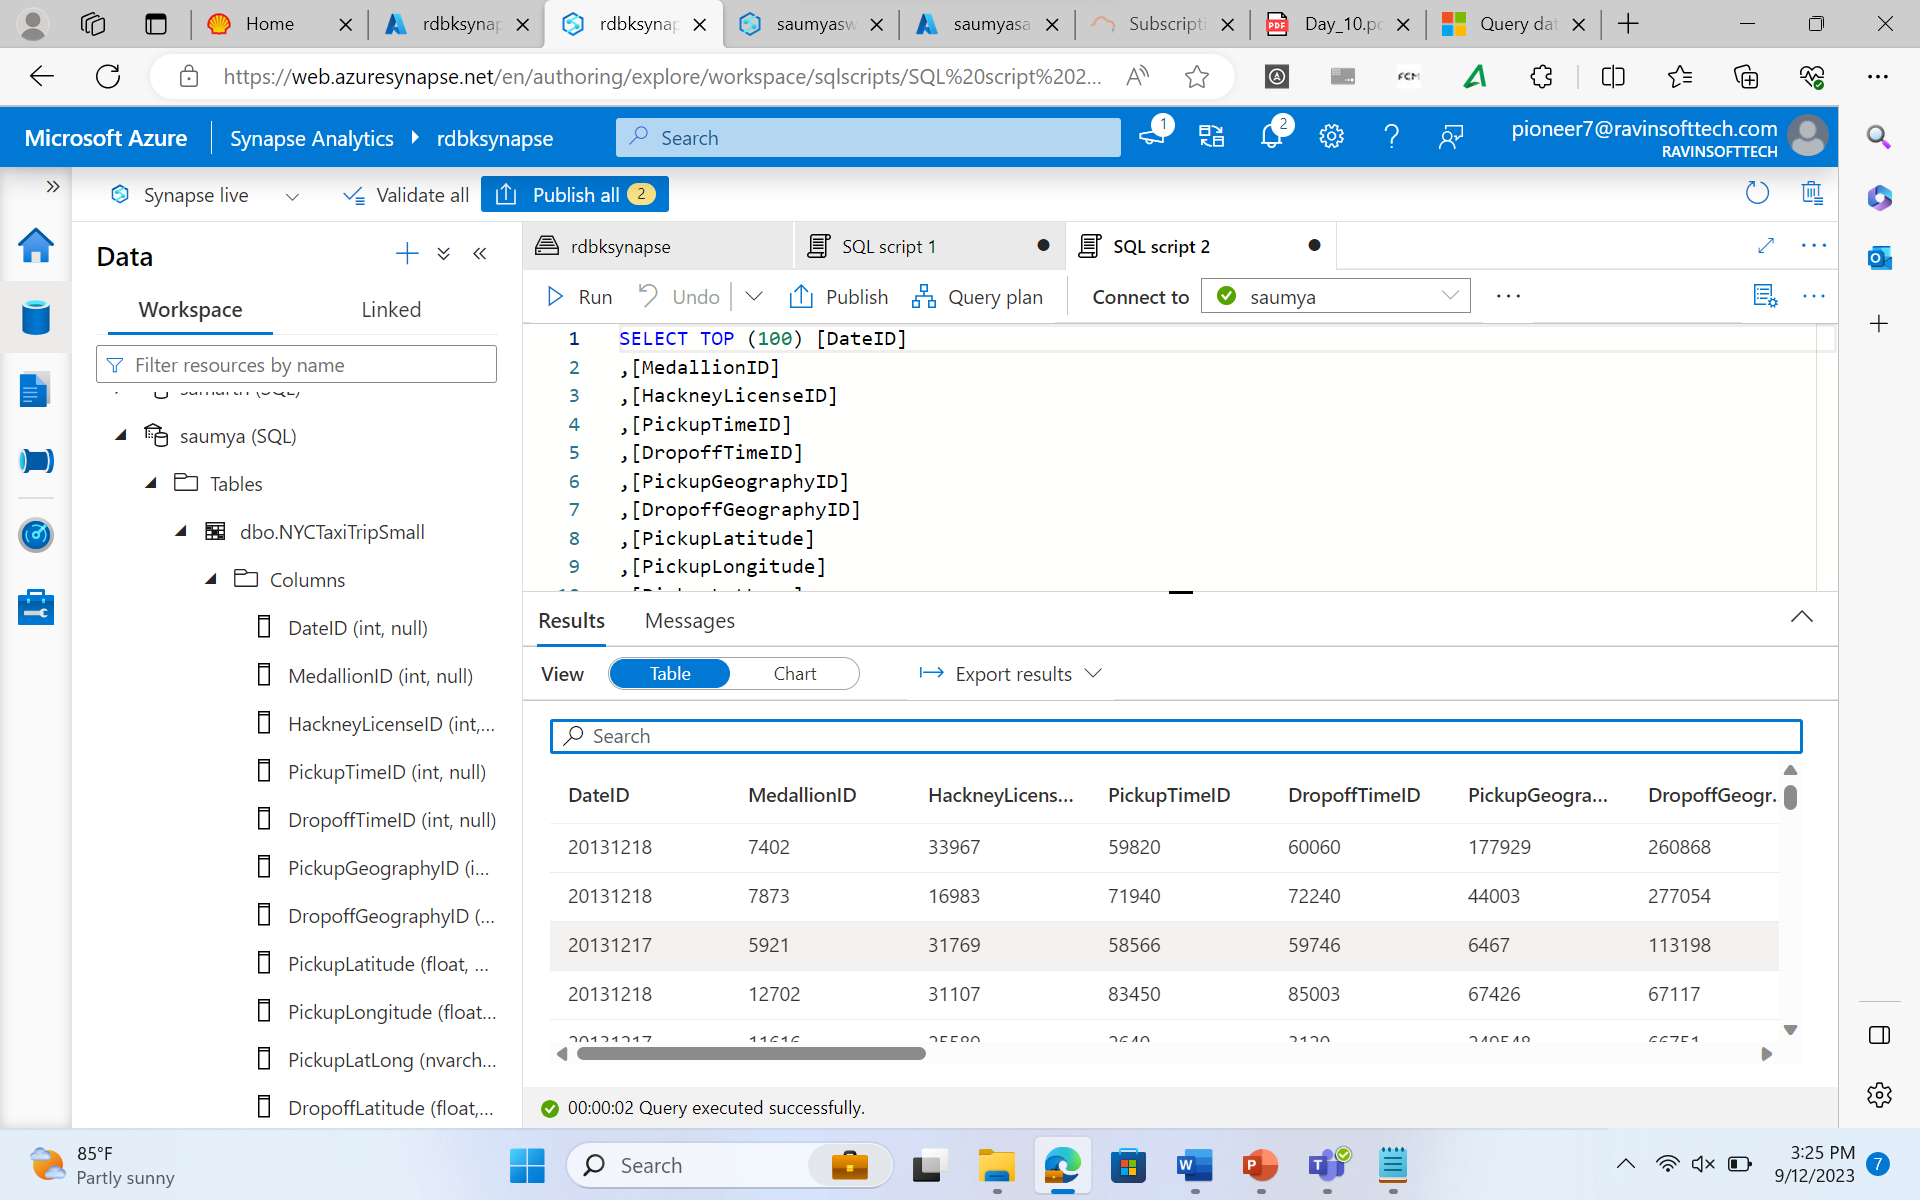 Home
rdbksynap
rdbksynap
saumyasw
saumyasa
Subscripti
Day_10.pd
Query dat
https://web.azuresynapse.net/en/authoring/explore/workspace/sqlscripts/SQL%20script%202...
Microsoft Azure
Synapse Analytics
rdbksynapse
Search
1
2
pioneer7@ravinsofttech.com
RAVINSOFTTECH
Synapse live
Validate all
Publish all 2
Data
Workspace
Linked
Filter resources by name
saumya (SQL)
Tables
dbo.NYCTaxiTripSmall
Columns
DateID (int, null)
MedallionID (int, null)
HackneyLicenseID (int,...
PickupTimeID (int, null)
DropoffTimeID (int, null)
PickupGeographyID (i...
DropoffGeographyID (...
PickupLatitude (float, ...
PickupLongitude (float...
PickupLatLong (nvarch...
DropoffLatitude (float,...
rdbksynapse
SQL script 1
SQL script 2
Run
Undo
Publish
Query plan
Connect to
saumya
1 SELECT TOP (100) [DateID]
2 ,[MedallionID]
3 ,[HackneyLicenseID]
4 ,[PickupTimeID]
5 ,[DropoffTimeID]
6 ,[PickupGeographyID]
7 ,[DropoffGeographyID]
8 ,[PickupLatitude]
9 ,[PickupLongitude]
Results
Messages
View
Table
Chart
Export results
Search
DateID MedallionID HackneyLicens... PickupTimeID DropoffTimeID PickupGeogra... DropoffGeogr.
20131218 7402 33967 59820 60060 177929 260868
20131218 7873 16983 71940 72240 44003 277054
20131217 5921 31769 58566 59746 6467 113198
20131218 12702 31107 83450 85003 67426 67117
00:00:02 Query executed successfully.
85°F
Partly sunny
Search
3:25 PM
9/12/2023
7